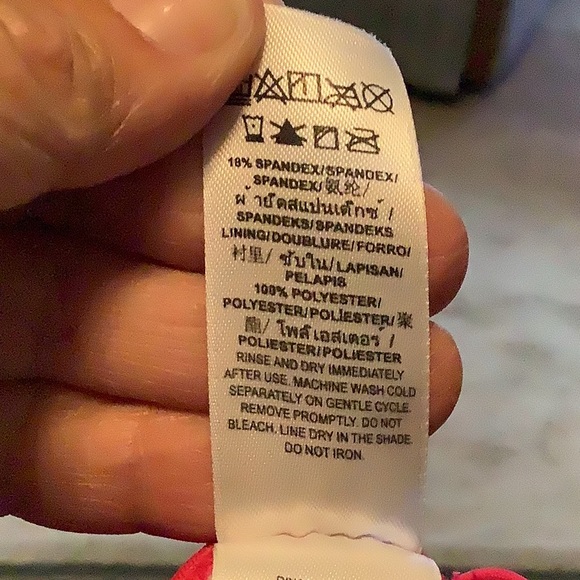 18% SPANDEX/SPANDEX/
SPANDEX/氨纶/
ผ้ายืดสแปนเด็กซ์ /
SPANDEKS/SPANDEKS
LINING/DOUBLURE/FORRO/
衬里/ ซับใน/LAPISAN/
PELAPIS
100% POLYESTER/
POLYESTER/POLIESTER/聚
酯/ โพลีเอสเตอร์ /
POLIESTER/POLIESTER
RINSE AND DRY IMMEDIATELY
AFTER USE. MACHINE WASH COLD
SEPARATELY ON GENTLE CYCLE.
REMOVE PROMPTLY. DO NOT
BLEACH. LINE DRY IN THE SHADE.
DO NOT IRON.